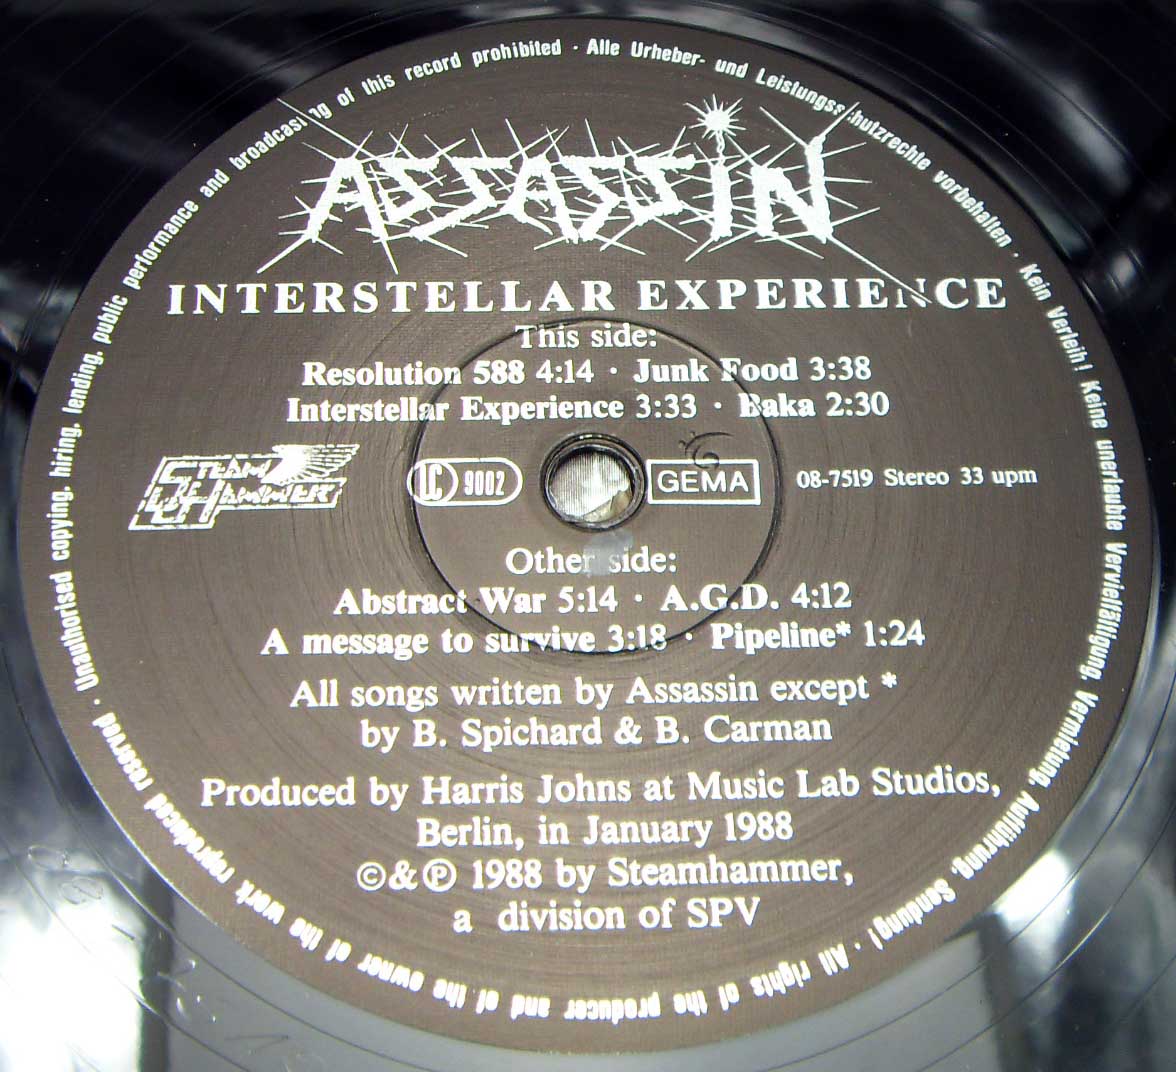 ASSASSIN
INTERSTELLAR EXPERIENCE
This side:
Resolution 588 4:14 · Junk Food 3:38
Interstellar Experience 3:33 · Baka 2:30
STEAM HAMMER
LC 9002
GEMA
08-7519 Stereo 33 upm
Other side:
Abstract War 5:14 · A.G.D. 4:12
A message to survive 3:18 · Pipeline* 1:24
All songs written by Assassin except *
by B. Spichard & B. Carman
Produced by Harris Johns at Music Lab Studios,
Berlin, in January 1988
©&℗ 1988 by Steamhammer,
a division of SPV
All rights of the producer and of the owner of the work reproduced reserved · Unauthorised copying, hiring, lending, public performance and broadcasting of this record prohibited · Alle Urheber- und Leistungsschutzrechte vorbehalten · Kein Verleih! Keine unerlaubte Vervielfältigung, Vermietung, Aufführung, Sendung! ·